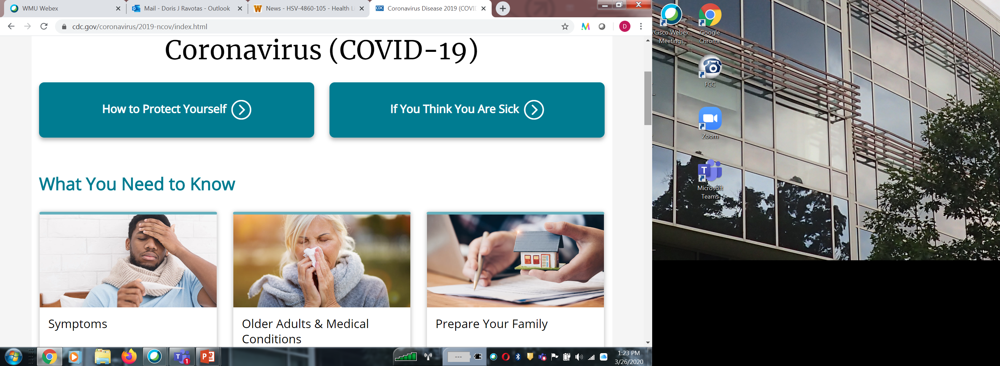 WMU Webex
Mail - Doris J Ravotas - Outlook
News - HSV-4860-105 - Health Li
CDC
Coronavirus Disease 2019 (COVID
cdc.gov/coronavirus/2019-ncov/index.html
D
Coronavirus (COVID-19)
How to Protect Yourself
If You Think You Are Sick
What You Need to Know
Symptoms
Older Adults & Medical
Conditions
Prepare Your Family
Cisco Webex
Meetings
Google
Chrome
FCC
Zoom
T
Microsoft
Teams
T
1
P
---
1:23 PM
3/26/2020